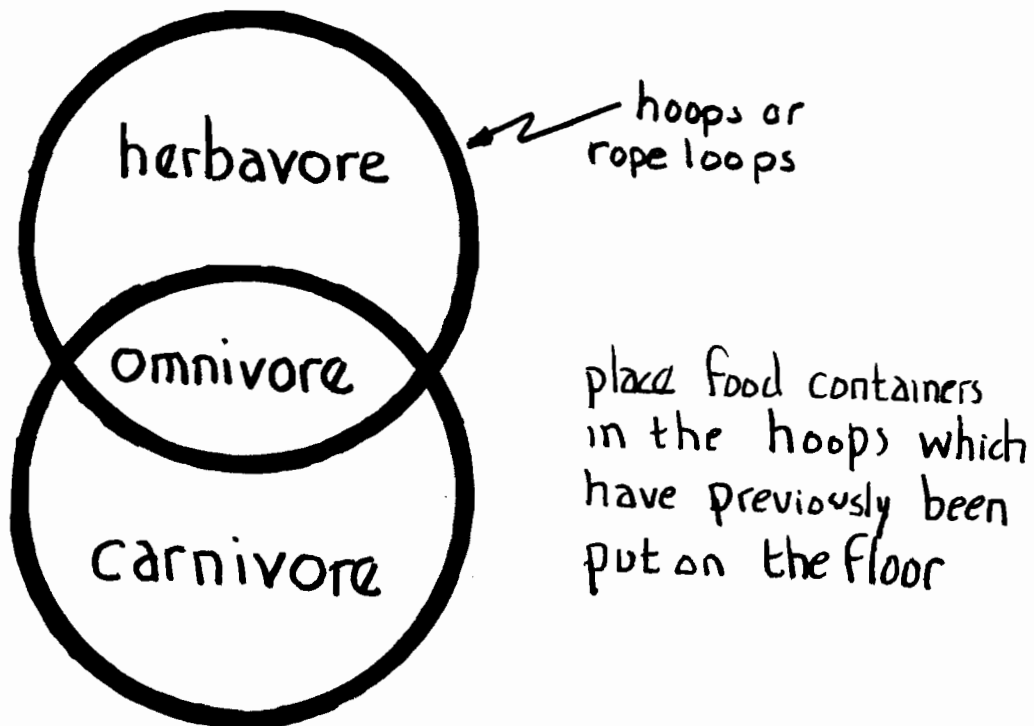 herbavore
hoops or
rope loops
omnivore
place food containers
in the hoops which
have previously been
put on the floor
carnivore